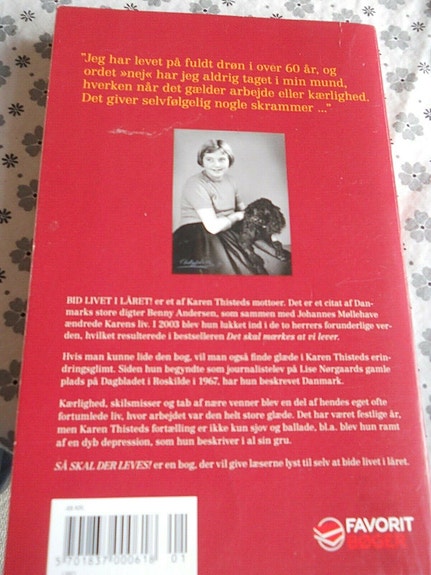 "Jeg har levet på fuldt drøn i over 60 år, og
ordet »nej« har jeg aldrig taget i min mund,
hverken når det gælder arbejde eller kærlighed.
Det giver selvfølgelig nogle skrammer ..."
BID LIVET I LÅRET! er et af Karen Thisteds mottoer. Det er et citat af Dan-
marks store digter Benny Andersen, som sammen med Johannes Møllehave
ændrede Karens liv. I 2003 blev hun lukket ind i de to herrers forunderlige ver-
den, hvilket resulterede i bestselleren Det skal mærkes at vi lever.
Hvis man kunne lide den bog, vil man også finde glæde i Karen Thisteds erin-
dringsglimt. Siden hun begyndte som journalistelev på Lise Nørgaards gamle
plads på Dagbladet i Roskilde i 1967, har hun beskrevet Danmark.
Kærlighed, skilsmisser og tab af nære venner blev en del af hendes eget ofte
fortumlede liv, hvor arbejdet var den helt store glæde. Det har været festlige år,
men Karen Thisteds fortælling er ikke kun sjov og ballade, bl.a. blev hun ramt
af en dyb depression, som hun beskriver i al sin gru.
SÅ SKAL DER LEVES! er en bog, der vil give læserne lyst til selv at bide livet i låret.
5 701837 000618 01
FAVORIT
BØGER